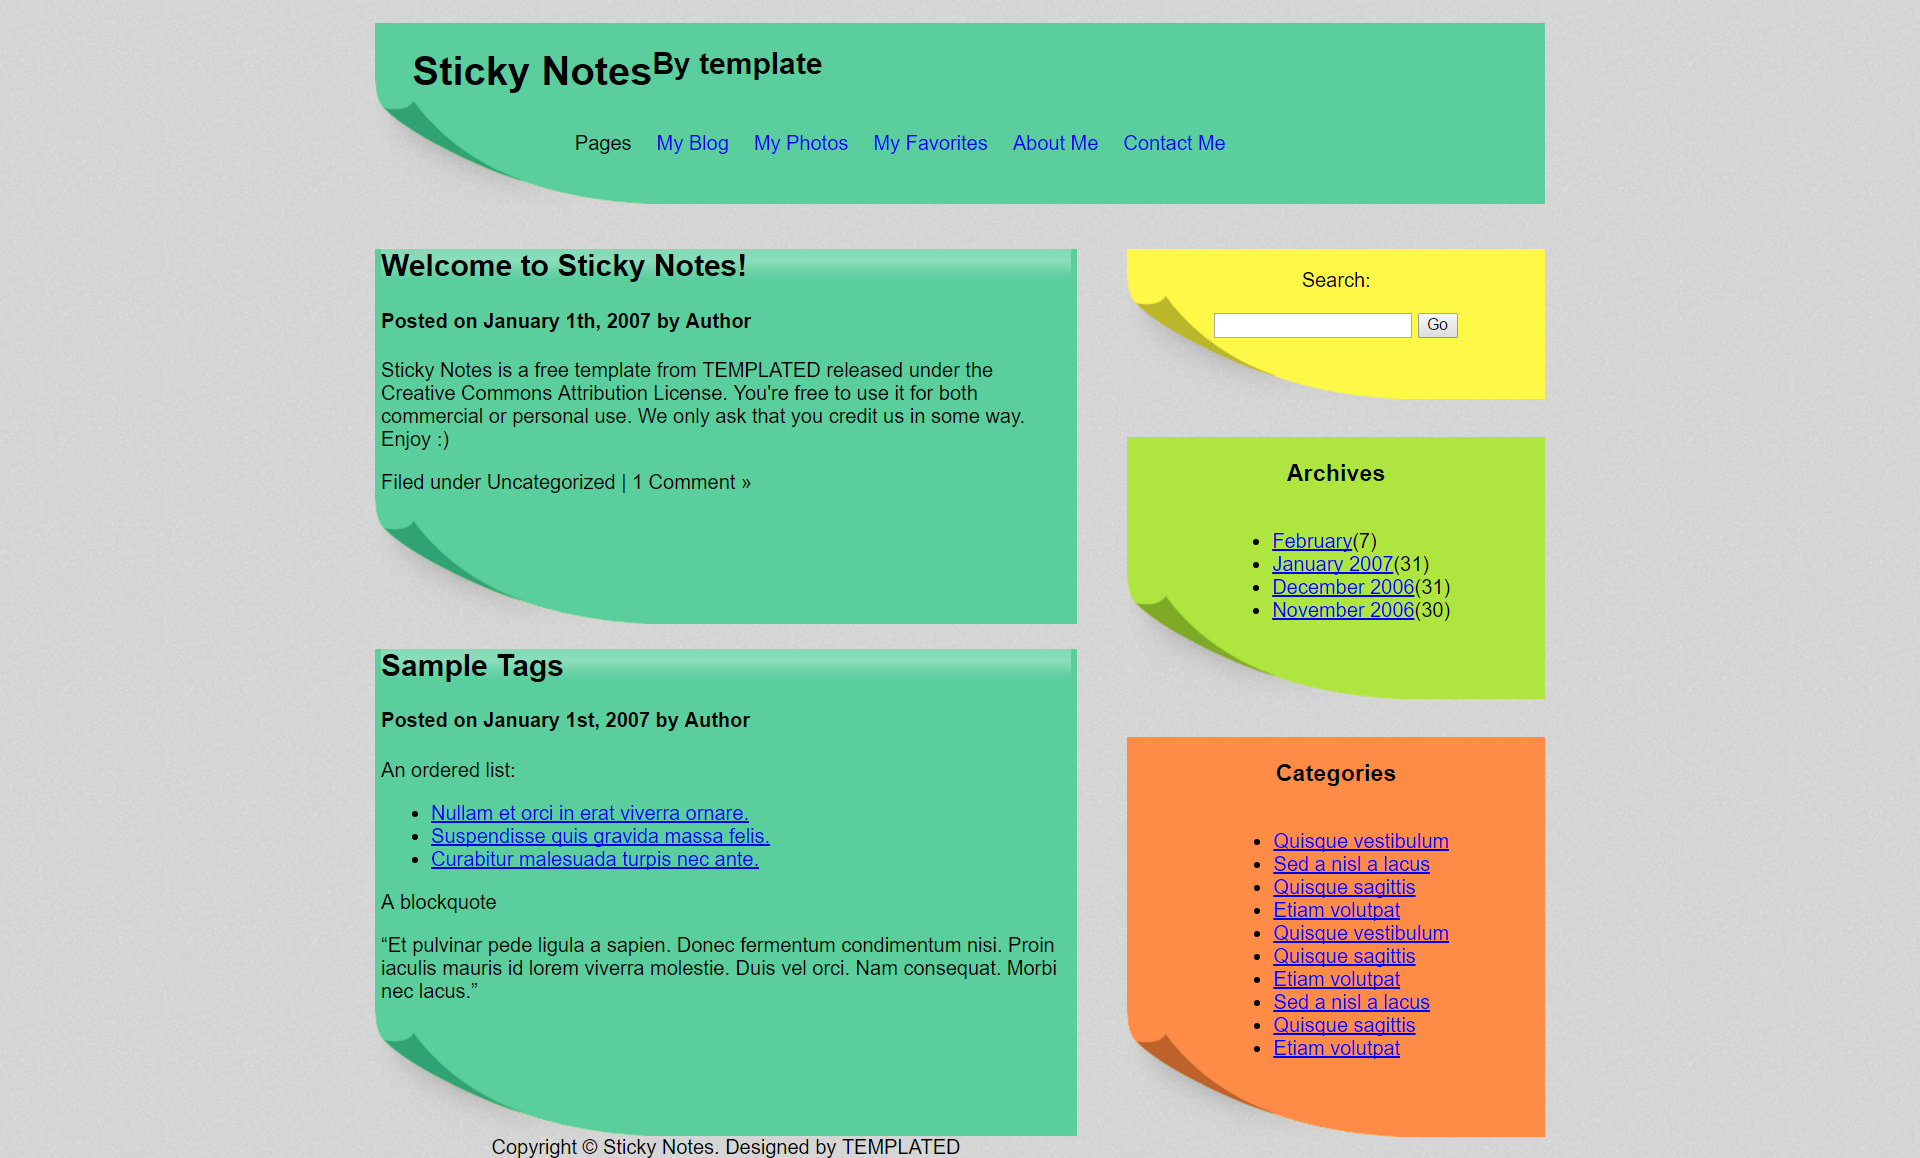 Sticky Notes By template
Pages My Blog My Photos My Favorites About Me Contact Me
Welcome to Sticky Notes!
Posted on January 1th, 2007 by Author
Sticky Notes is a free template from TEMPLATED released under the
Creative Commons Attribution License. You're free to use it for both
commercial or personal use. We only ask that you credit us in some way.
Enjoy :)
Filed under Uncategorized | 1 Comment »
Sample Tags
Posted on January 1st, 2007 by Author
An ordered list:
Nullam et orci in erat viverra ornare.
Suspendisse quis gravida massa felis.
Curabitur malesuada turpis nec ante.
A blockquote
“Et pulvinar pede ligula a sapien. Donec fermentum condimentum nisi. Proin
iaculis mauris id lorem viverra molestie. Duis vel orci. Nam consequat. Morbi
nec lacus.”
Search:
Go
Archives
February(7)
January 2007(31)
December 2006(31)
November 2006(30)
Categories
Quisque vestibulum
Sed a nisl a lacus
Quisque sagittis
Etiam volutpat
Quisque vestibulum
Quisque sagittis
Etiam volutpat
Sed a nisl a lacus
Quisque sagittis
Etiam volutpat
Copyright © Sticky Notes. Designed by TEMPLATED